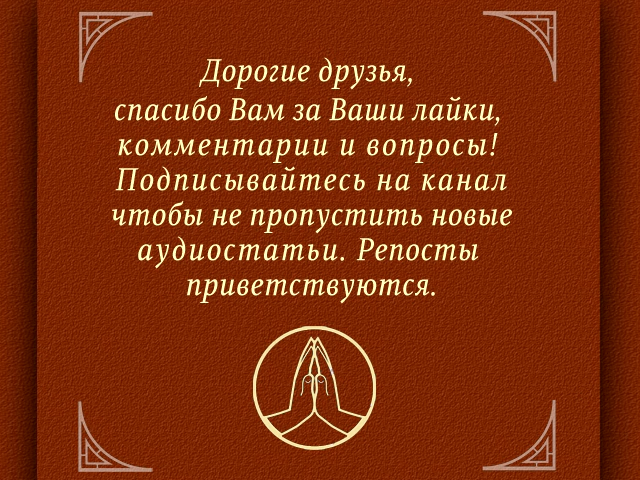 Дорогие друзья,
спасибо Вам за Ваши лайки,
комментарии и вопросы!
Подписывайтесь на канал
чтобы не пропустить новые
аудиостатьи. Репосты
приветствуются.